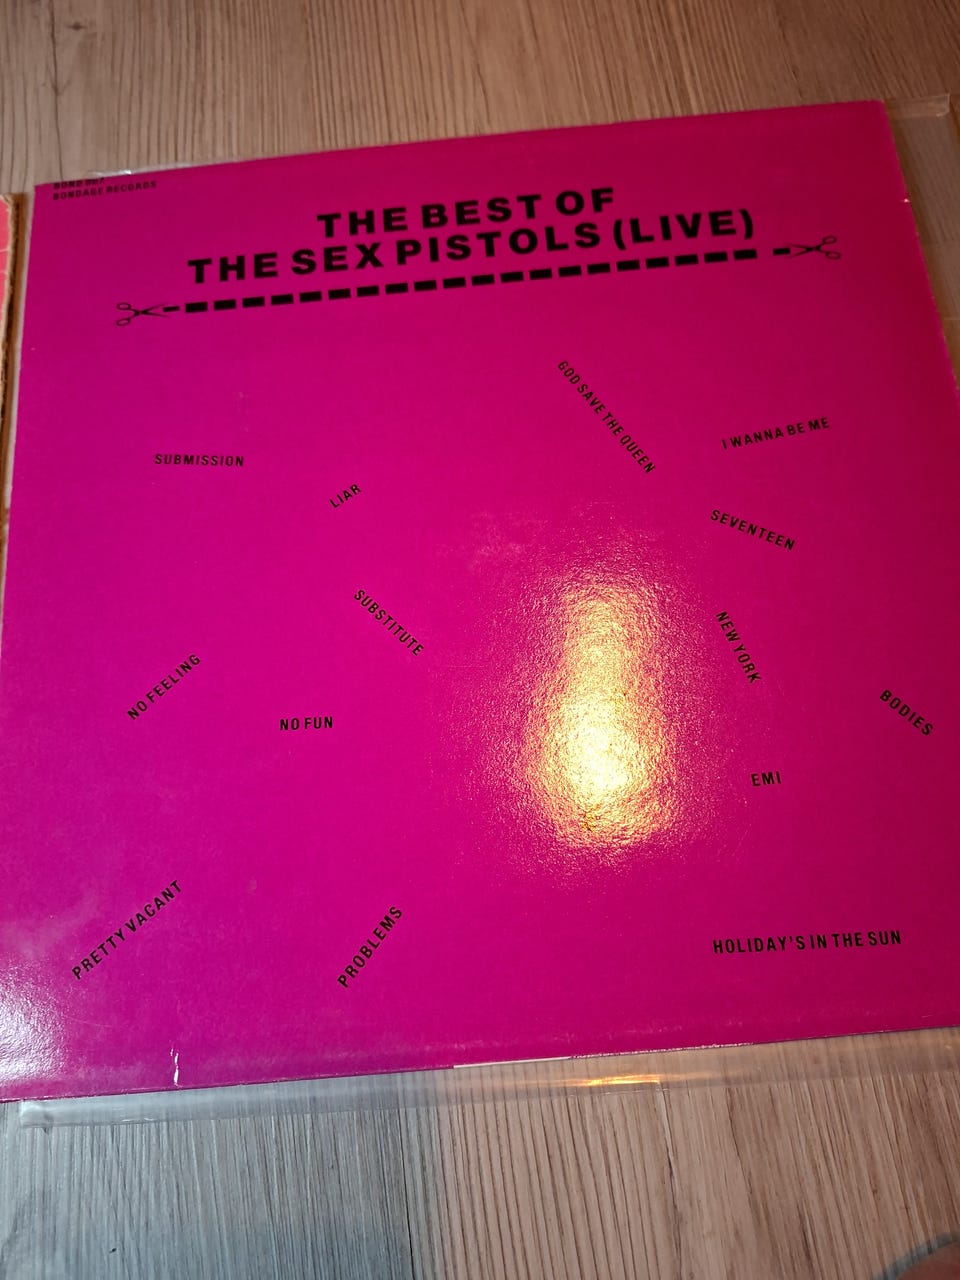 BOND 007
BONDAGE RECORDS
THE BEST OF
THE SEX PISTOLS (LIVE)
GOD SAVE THE QUEEN
I WANNA BE ME
SUBMISSION
LIAR
SEVENTEEN
SUBSTITUTE
NEW YORK
NO FEELING
BODIES
NO FUN
EMI
PRETTY VACANT
PROBLEMS
HOLIDAY'S IN THE SUN